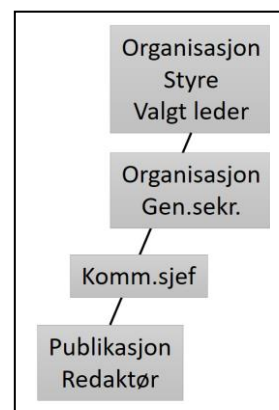 Organisasjon
Styre
Valgt leder
Organisasjon
Gen.sekr.
Komm.sjef
Publikasjon
Redaktør